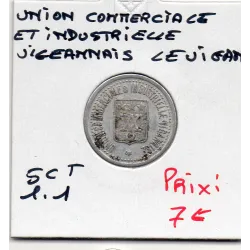 UNION COMMERCIALE
ET INDUSTRIELLE
VIGEANNAIS LE VIGAN
5CT
1.1
PRIX:
7€